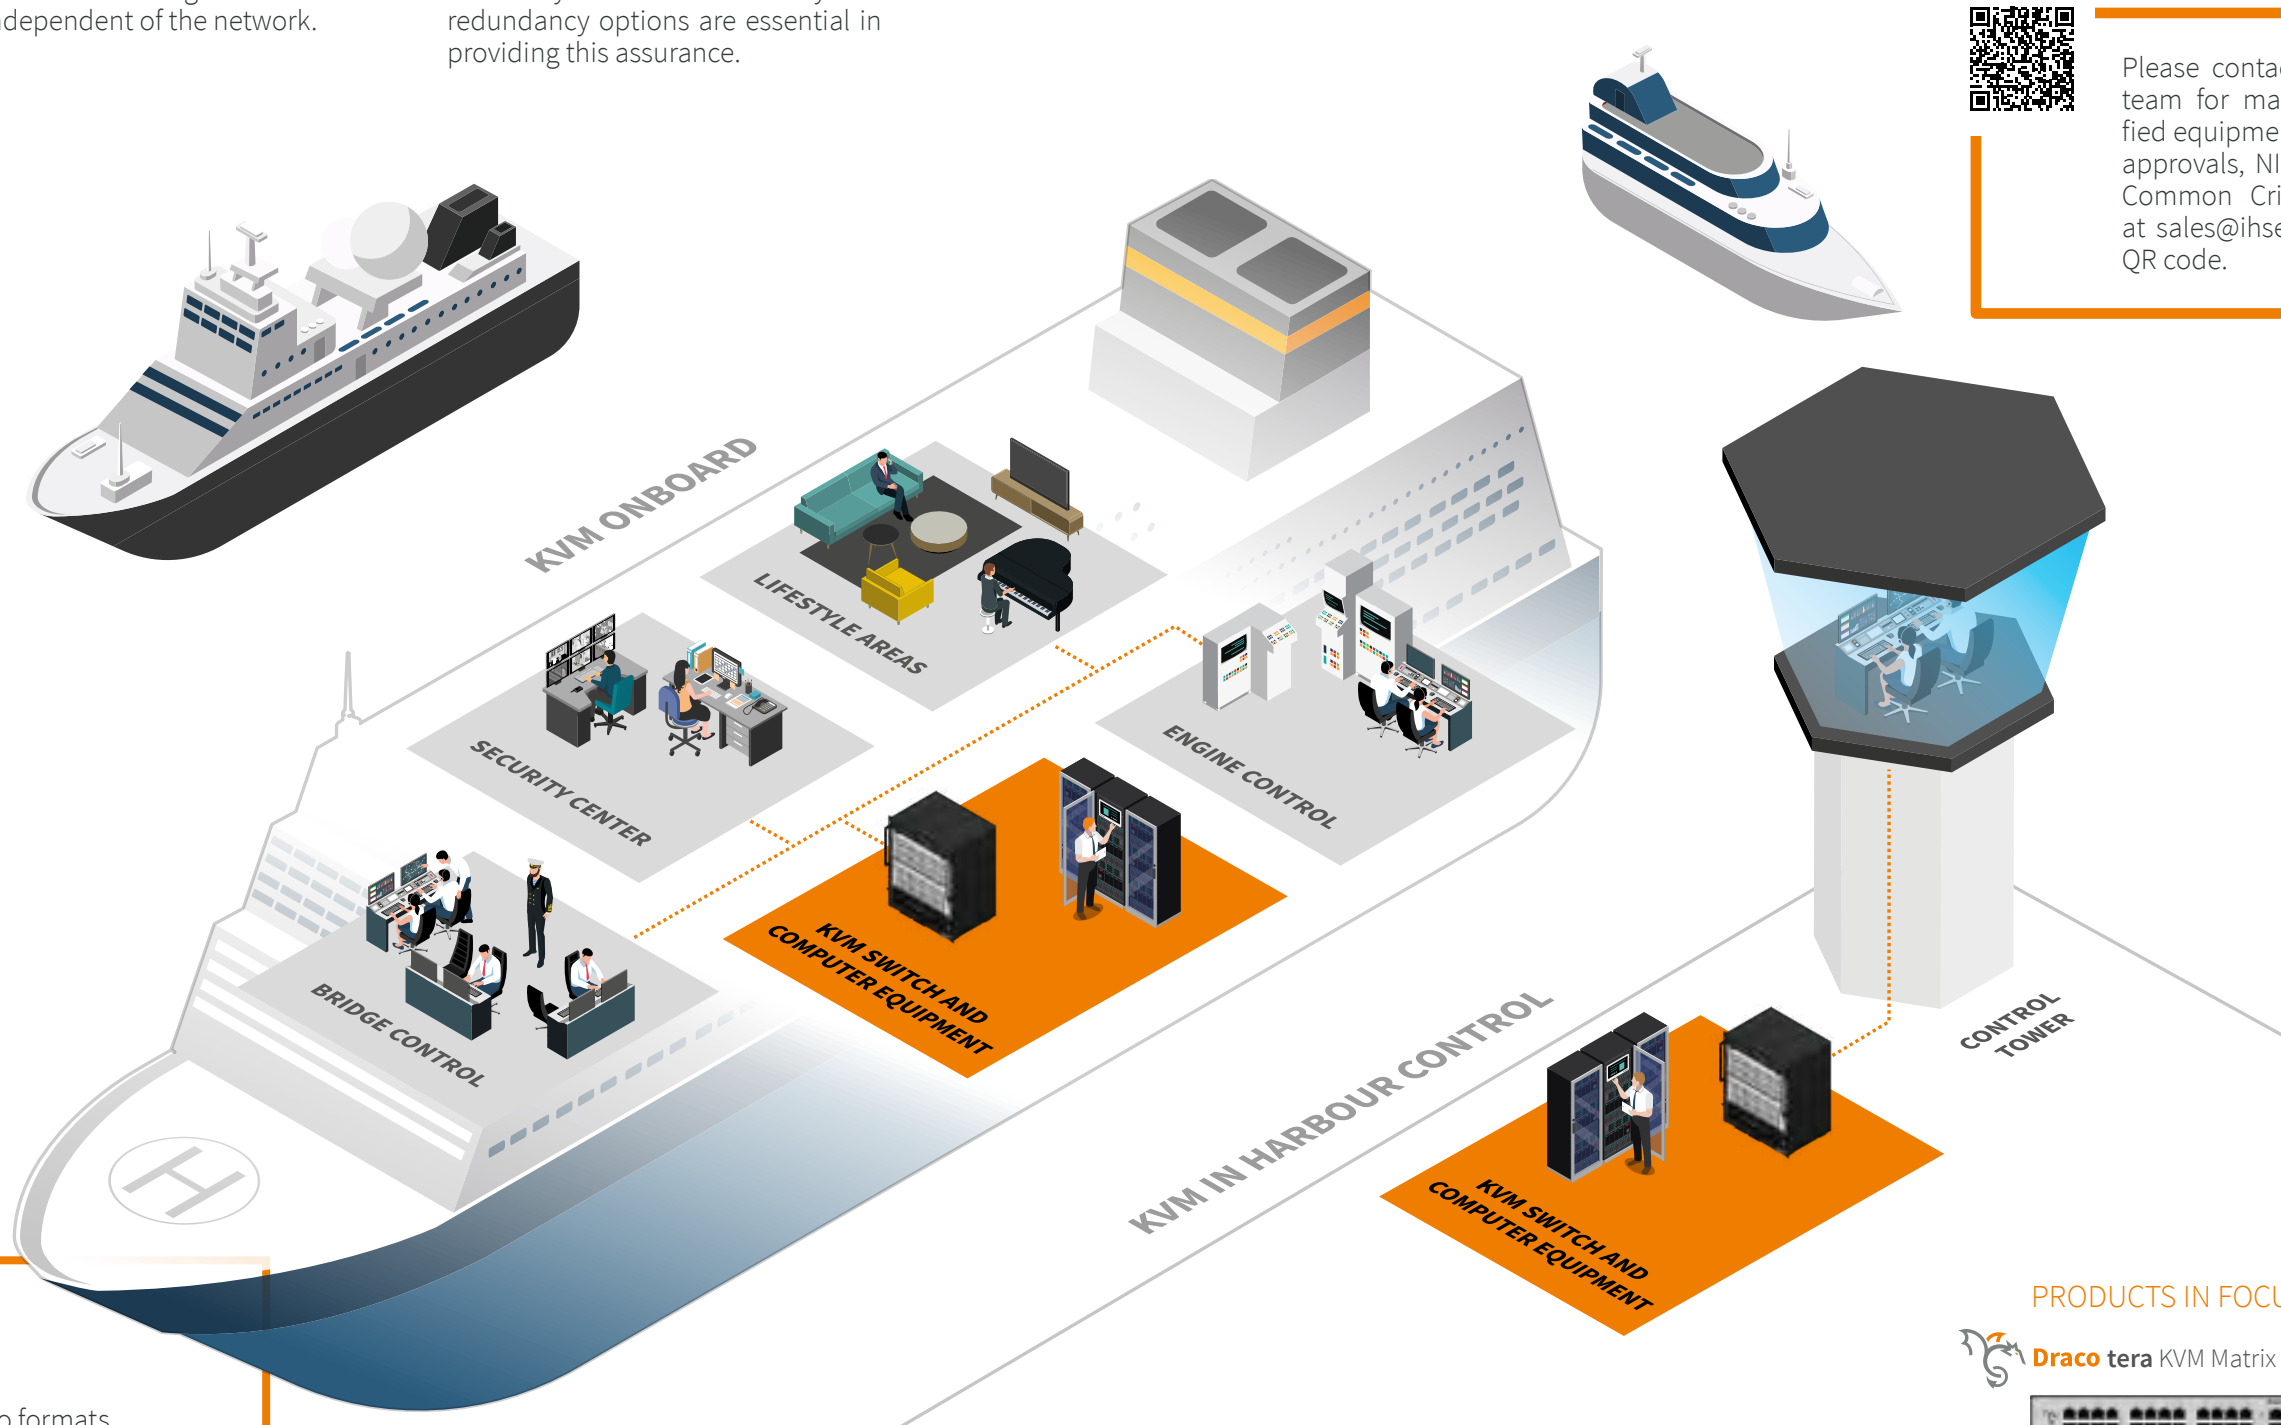 independent of the network.
redundancy options are essential in
providing this assurance.
Please conta
team for ma
fied equipme
approvals, NI
Common Cri
at sales@ihse
QR code.
KVM ONBOARD
LIFESTYLE AREAS
SECURITY CENTER
ENGINE CONTROL
BRIDGE CONTROL
KVM SWITCH AND
COMPUTER EQUIPMENT
H
KVM IN HARBOUR CONTROL
CONTROL
TOWER
KVM SWITCH AND
COMPUTER EQUIPMENT
PRODUCTS IN FOCU
Draco tera KVM Matrix
o formats